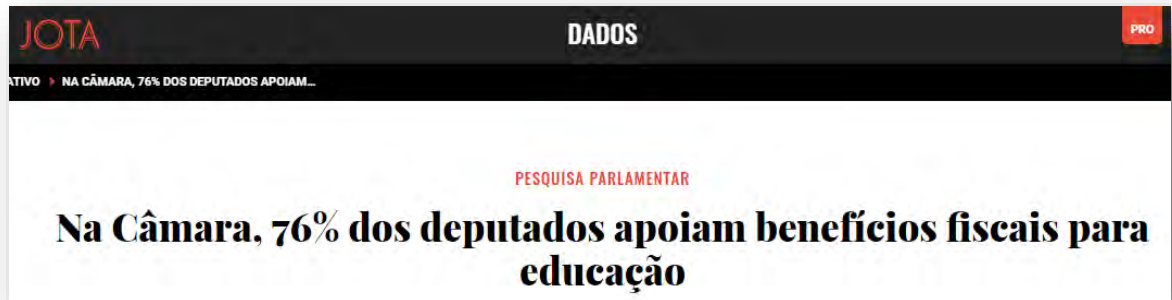 JOTA
DADOS
PRO
ATIVO › NA CÂMARA, 76% DOS DEPUTADOS APOIAM...
PESQUISA PARLAMENTAR
Na Câmara, 76% dos deputados apoiam benefícios fiscais para
educação